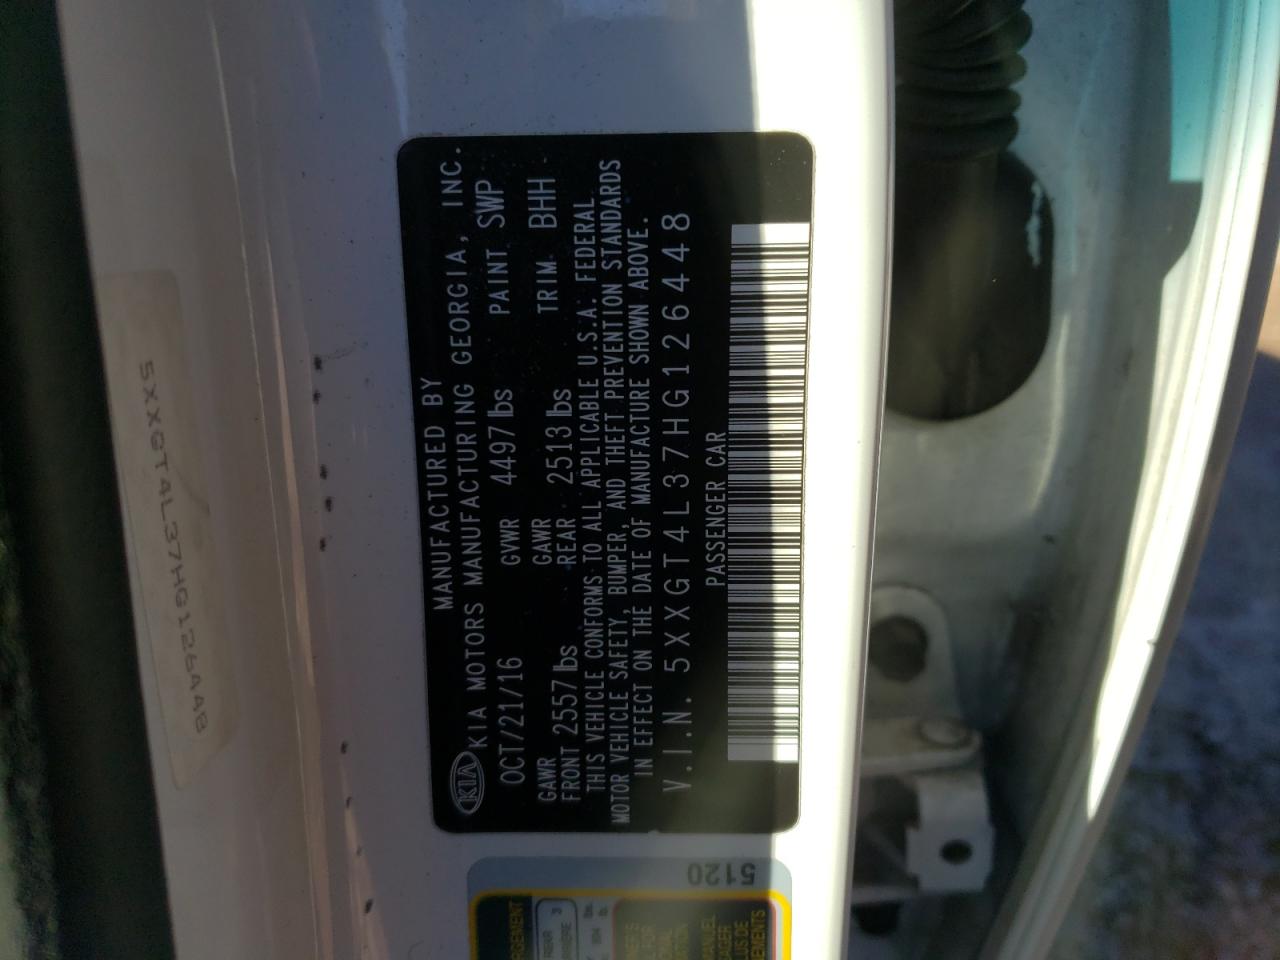 MANUFACTURED BY
KIA KIA MOTORS MANUFACTURING GEORGIA, INC.
OCT/21/16 GVWR 4497 lbs PAINT SWP
GAWR FRONT 2557 lbs GAWR REAR 2513 lbs TRIM BHH
THIS VEHICLE CONFORMS TO ALL APPLICABLE U.S.A. FEDERAL
MOTOR VEHICLE SAFETY, BUMPER, AND THEFT PREVENTION STANDARDS
IN EFFECT ON THE DATE OF MANUFACTURE SHOWN ABOVE.
V.I.N. 5XXGT4L37HG126448
PASSENGER CAR
5XXGT4L37HG126448
5120